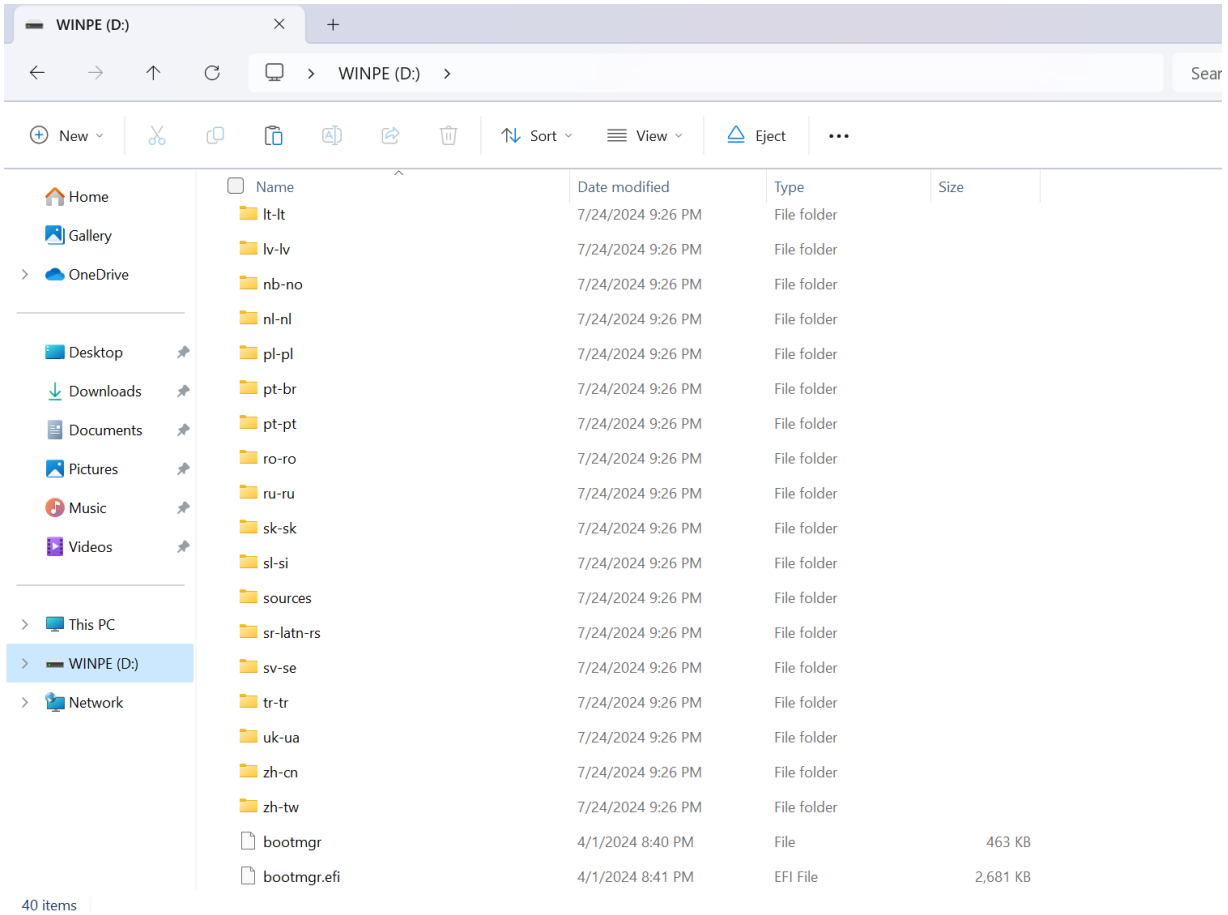 WINPE (D:)
WINPE (D:)
Sear
New
Sort
View
Eject
Home
Gallery
OneDrive
Desktop
Downloads
Documents
Pictures
Music
Videos
This PC
WINPE (D:)
Network
Name Date modified Type Size
lt-lt 7/24/2024 9:26 PM File folder
lv-lv 7/24/2024 9:26 PM File folder
nb-no 7/24/2024 9:26 PM File folder
nl-nl 7/24/2024 9:26 PM File folder
pl-pl 7/24/2024 9:26 PM File folder
pt-br 7/24/2024 9:26 PM File folder
pt-pt 7/24/2024 9:26 PM File folder
ro-ro 7/24/2024 9:26 PM File folder
ru-ru 7/24/2024 9:26 PM File folder
sk-sk 7/24/2024 9:26 PM File folder
sl-si 7/24/2024 9:26 PM File folder
sources 7/24/2024 9:26 PM File folder
sr-latn-rs 7/24/2024 9:26 PM File folder
sv-se 7/24/2024 9:26 PM File folder
tr-tr 7/24/2024 9:26 PM File folder
uk-ua 7/24/2024 9:26 PM File folder
zh-cn 7/24/2024 9:26 PM File folder
zh-tw 7/24/2024 9:26 PM File folder
bootmgr 4/1/2024 8:40 PM File 463 KB
bootmgr.efi 4/1/2024 8:41 PM EFI File 2,681 KB
40 items